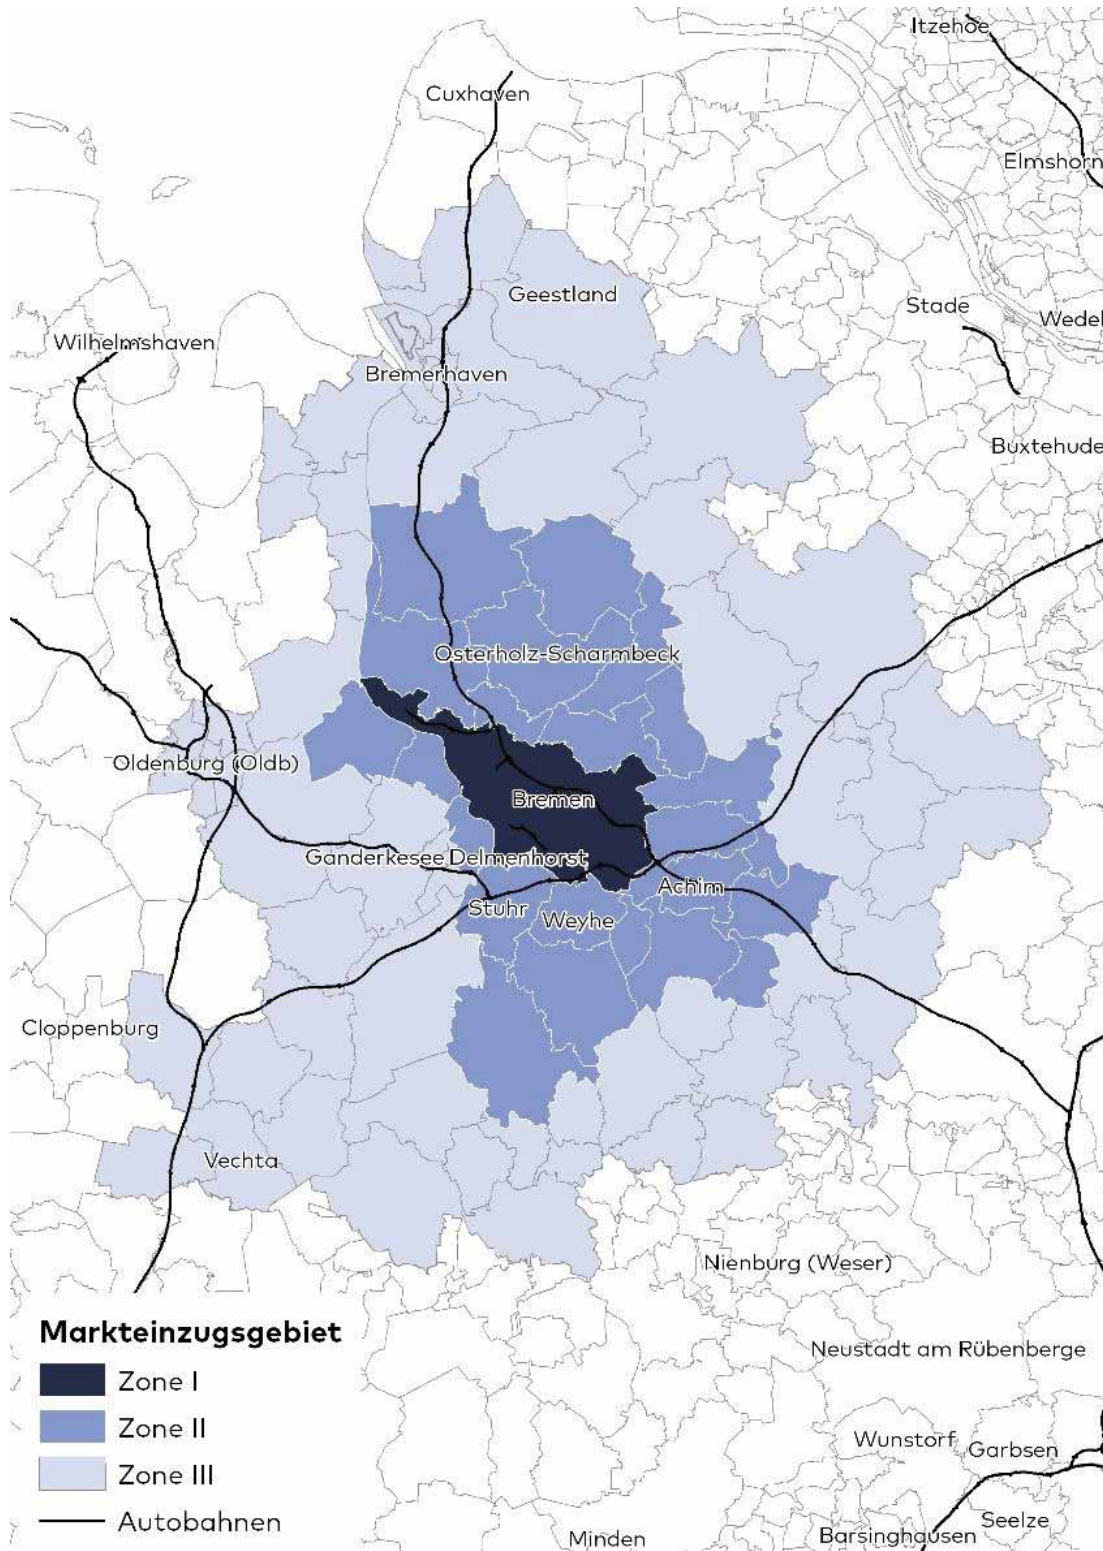 Itzehoe
Cuxhaven
Elmshorn
Geestland
Stade
Wedel
Wilhelmshaven
Bremerhaven
Buxtehude
Osterholz-Scharmbeck
Oldenburg (Oldb)
Bremen
Ganderkesee Delmenhorst
Achim
Stuhr
Weyhe
Cloppenburg
Vechta
Nienburg (Weser)
Markteinzugsgebiet
Neustadt am Rübenberge
Zone I
Zone II
Wunstorf
Garbsen
Zone III
Autobahnen
Seelze
Minden
Barsinghausen